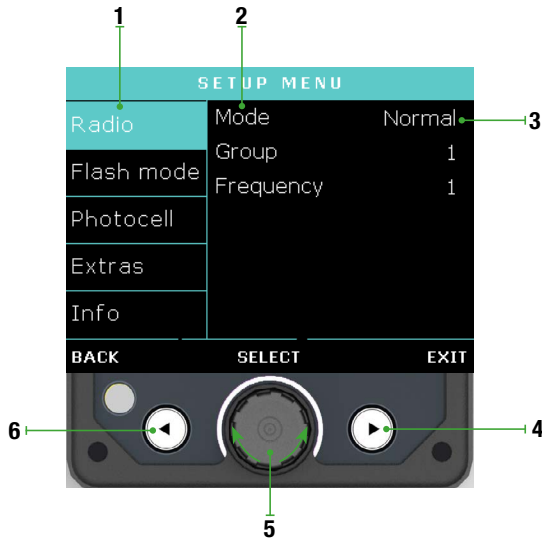 1 2
SETUP MENU
Radio Mode Normal 3
Group 1
Flash mode Frequency 1
Photocell
Extras
Info
BACK SELECT EXIT
6 4
5